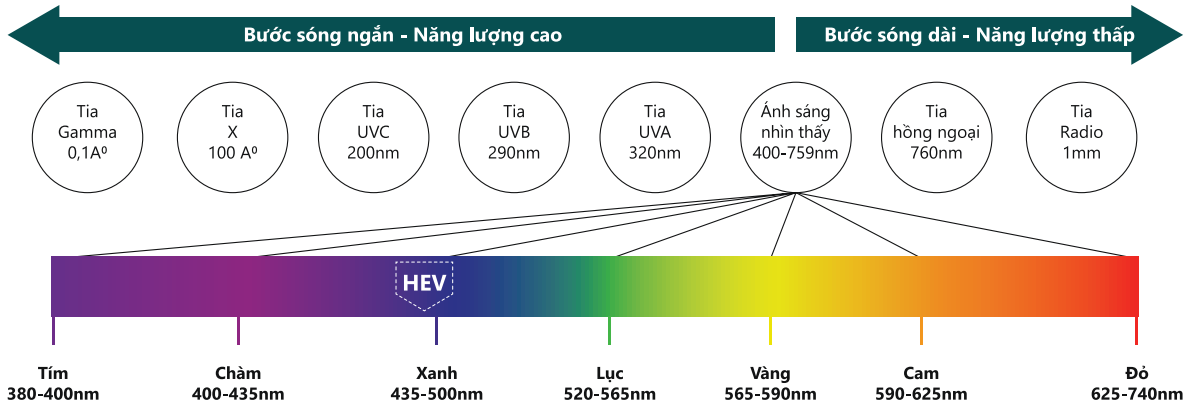 Bước sóng ngắn - Năng lượng cao
Bước sóng dài - Năng lượng thấp
Tia
Gamma
0,1A⁰
Tia
X
100 A⁰
Tia
UVC
200nm
Tia
UVB
290nm
Tia
UVA
320nm
Ánh sáng
nhìn thấy
400-759nm
Tia
hồng ngoại
760nm
Tia
Radio
1mm
HEV
Tím
380-400nm
Chàm
400-435nm
Xanh
435-500nm
Lục
520-565nm
Vàng
565-590nm
Cam
590-625nm
Đỏ
625-740nm